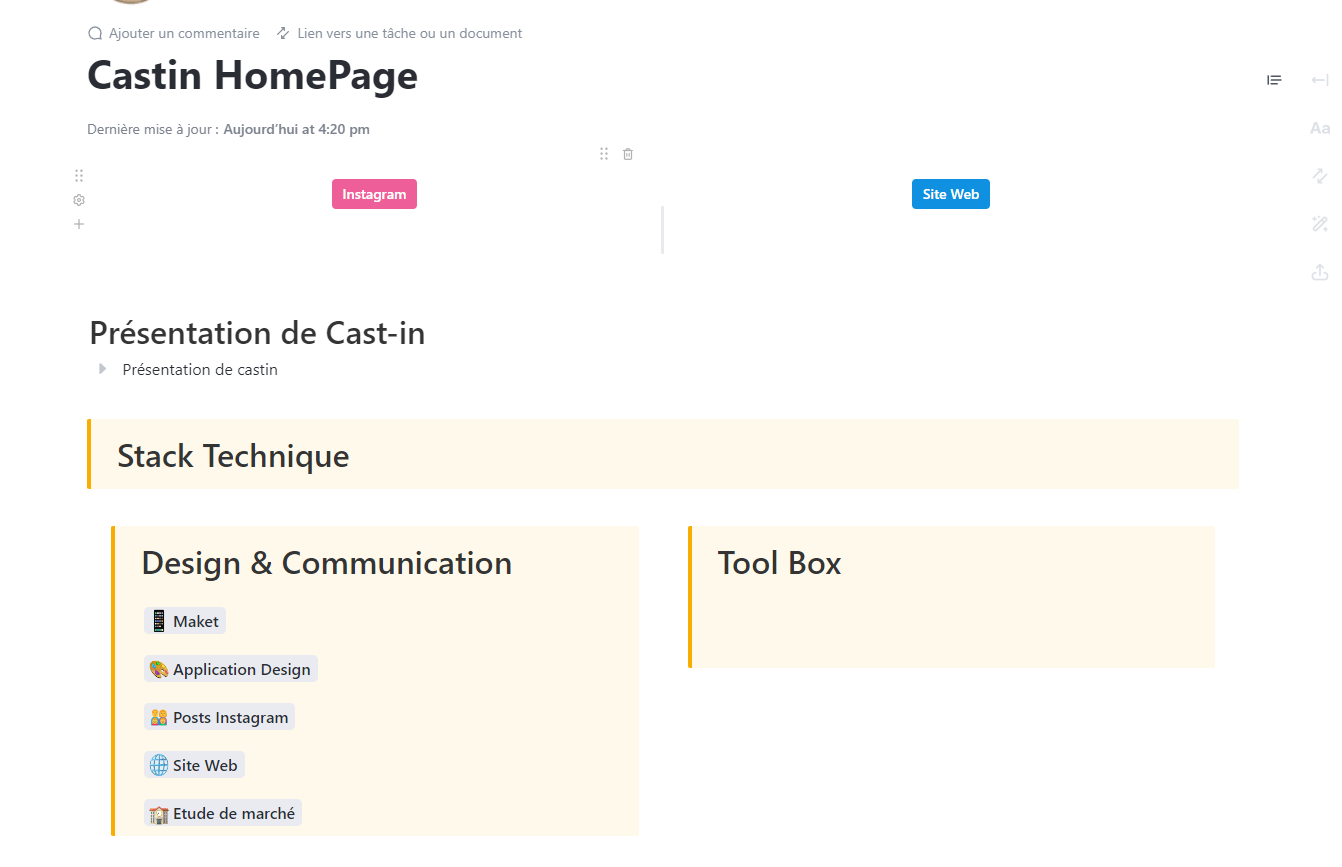 Ajouter un commentaire Lien vers une tâche ou un document
Castin HomePage
Dernière mise à jour : Aujourd'hui at 4:20 pm
Aa
Instagram
Site Web
Présentation de Cast-in
Présentation de castin
Stack Technique
Design & Communication
Maket
Application Design
Posts Instagram
Site Web
Etude de marché
Tool Box